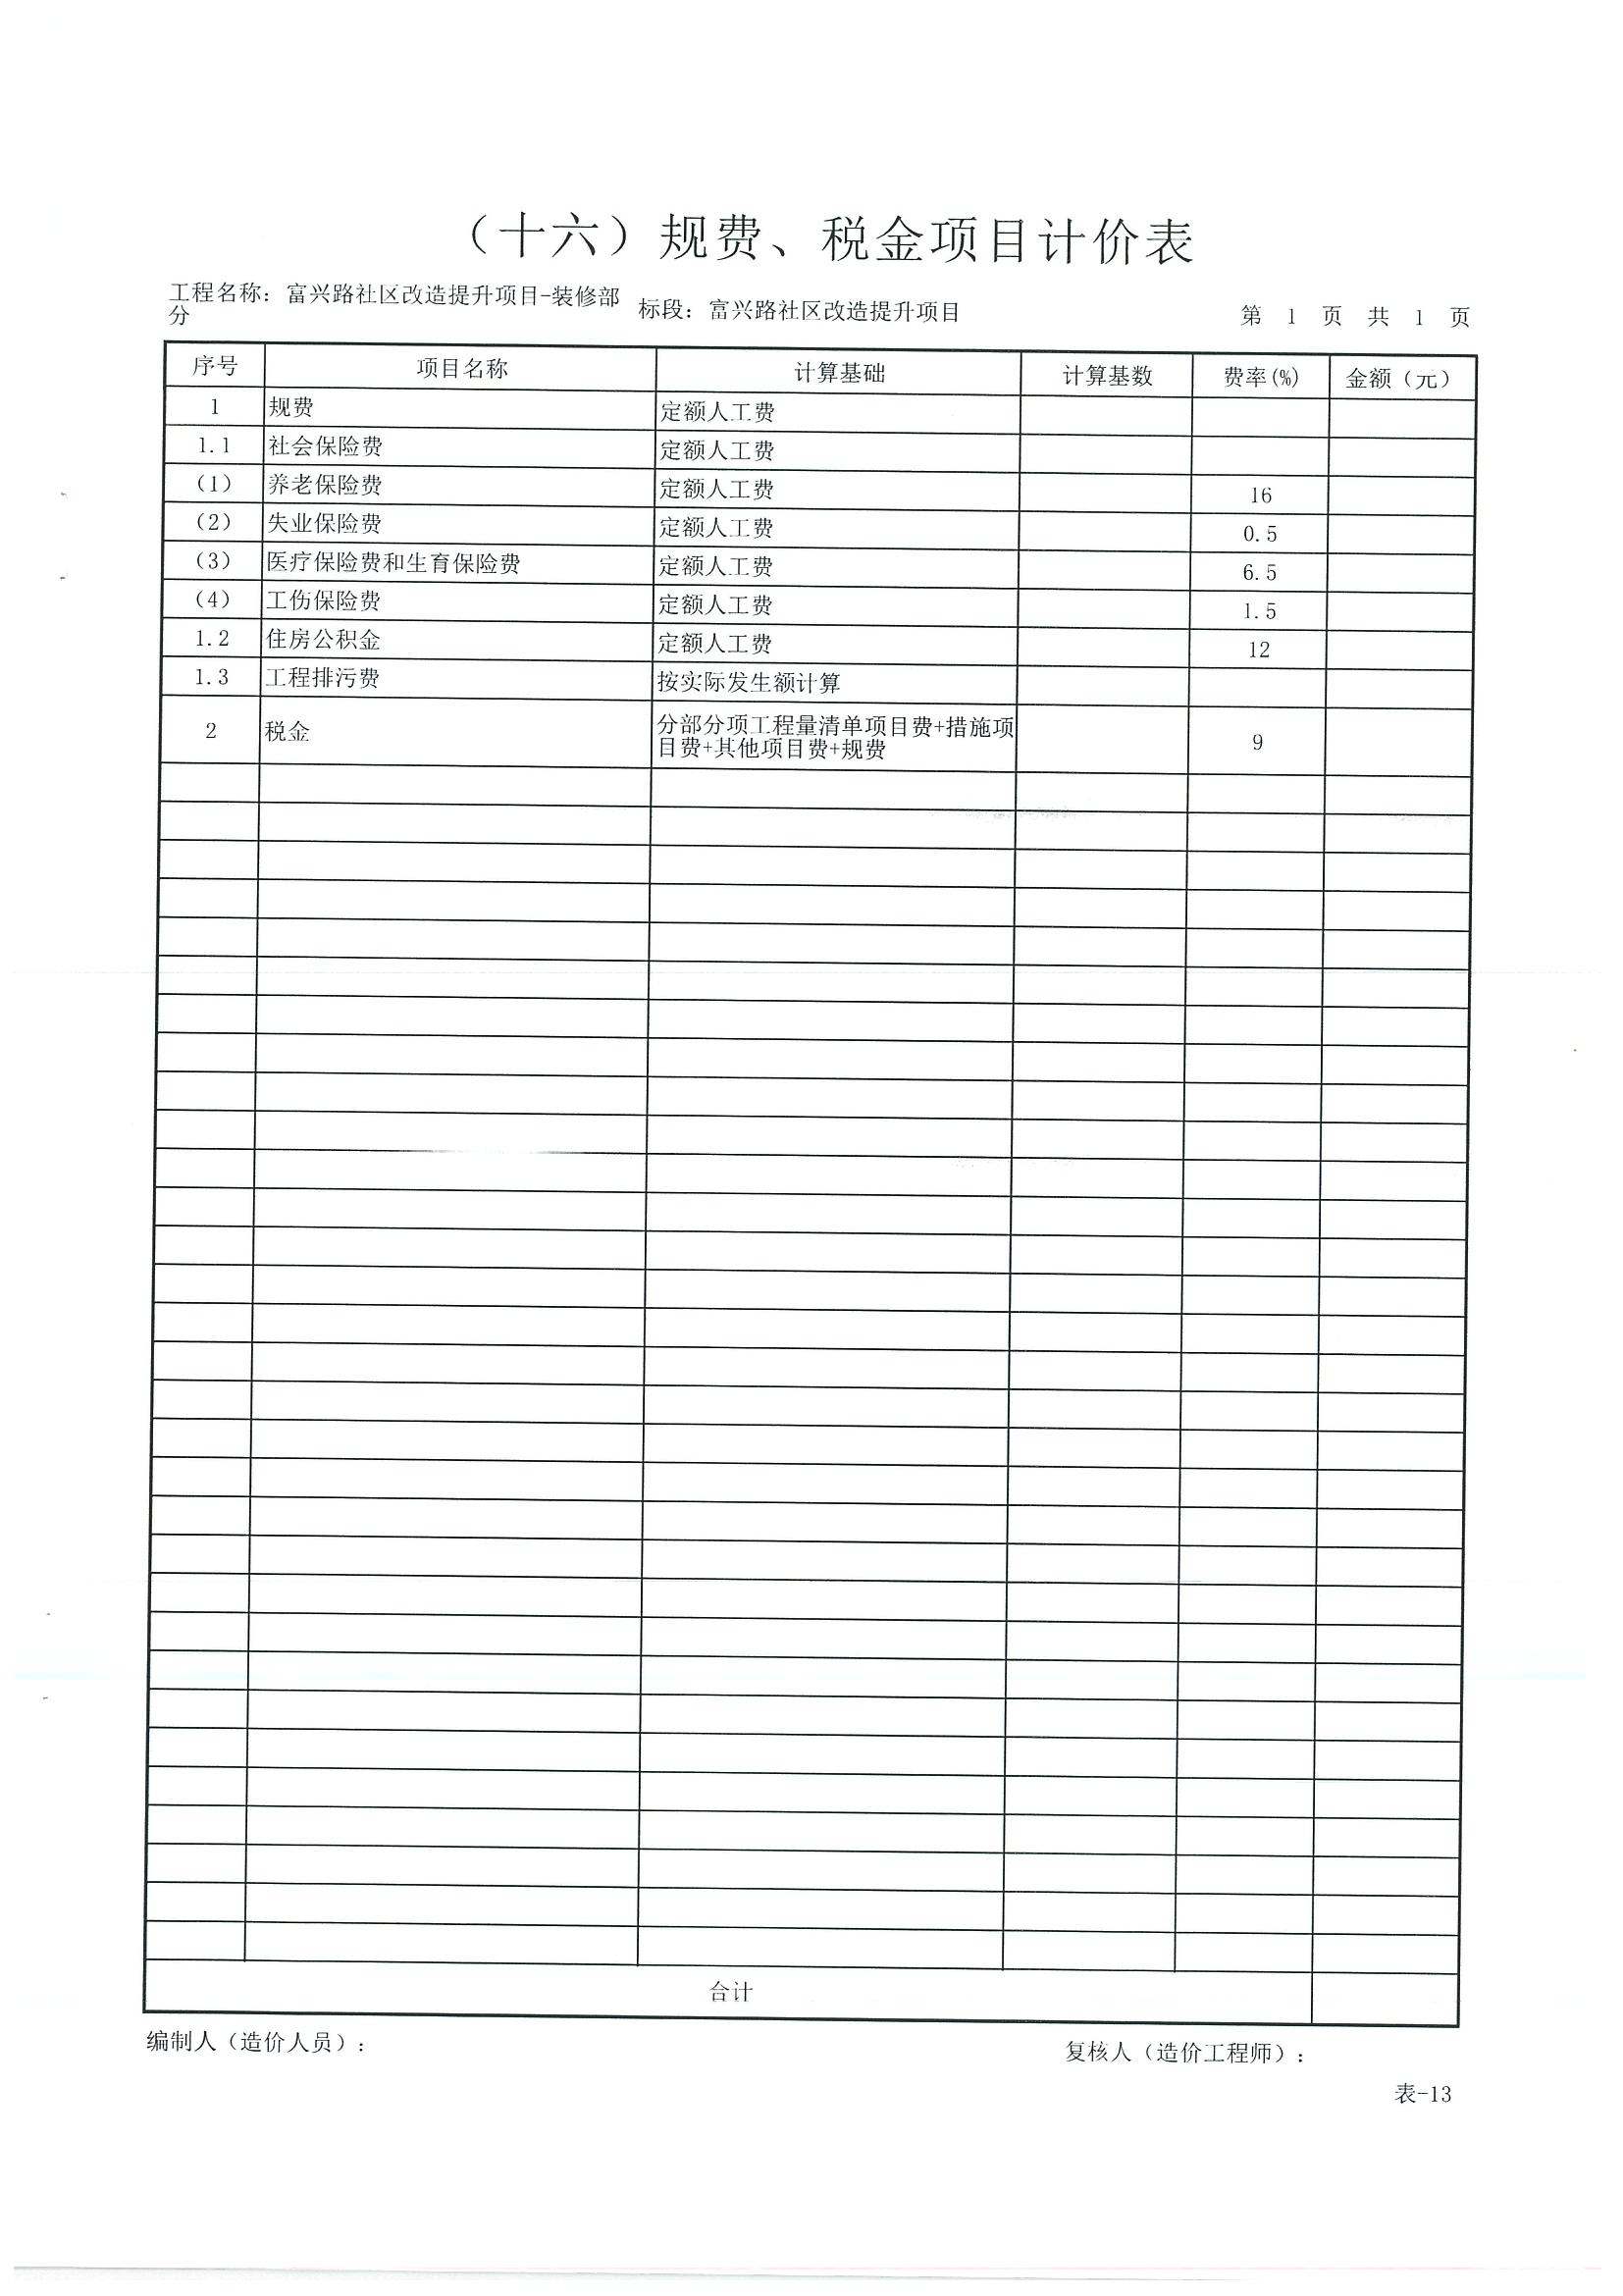 （十六）规费、税金项目计价表
工程名称：富兴路社区改造提升项目-装修部分 标段：富兴路社区改造提升项目 第 1 页 共 1 页
序号 项目名称 计算基础 计算基数 费率(%) 金额（元）
1 规费 定额人工费
1.1 社会保险费 定额人工费
(1) 养老保险费 定额人工费 16
(2) 失业保险费 定额人工费 0.5
(3) 医疗保险费和生育保险费 定额人工费 6.5
(4) 工伤保险费 定额人工费 1.5
1.2 住房公积金 定额人工费 12
1.3 工程排污费 按实际发生额计算
2 税金 分部分项工程量清单项目费+措施项目费+其他项目费+规费 9
合计
编制人（造价人员）： 复核人（造价工程师）：
表-13